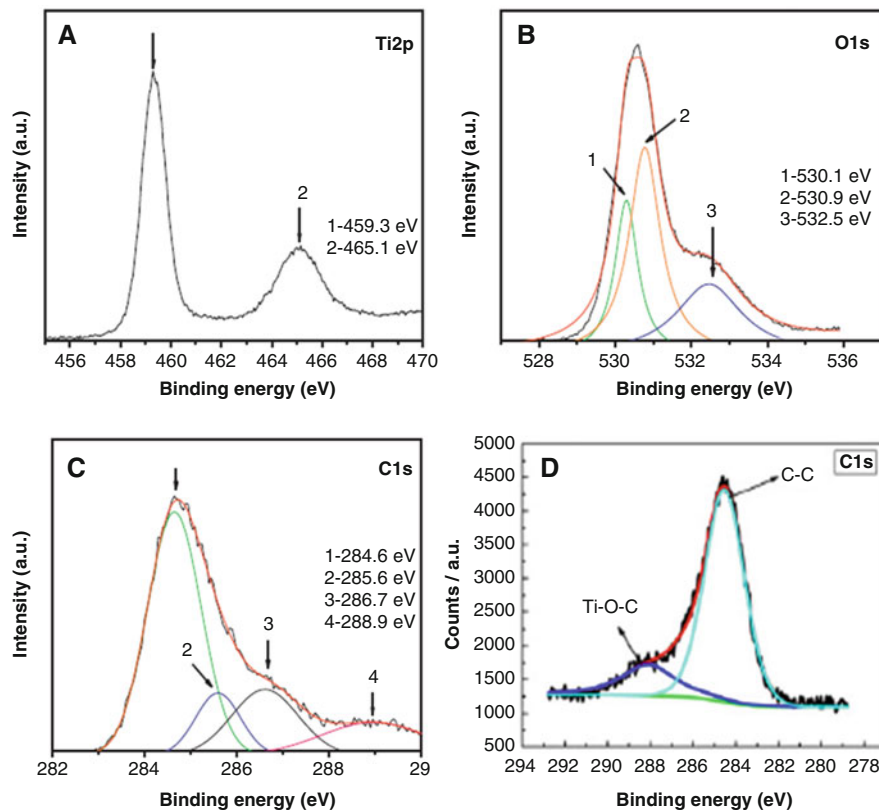 A
Ti2p
2
1-459.3 eV
2-465.1 eV
Intensity (a.u.)
456 458 460 462 464 466 468 470
Binding energy (eV)
B
O1s
1
2
3
1-530.1 eV
2-530.9 eV
3-532.5 eV
Intensity (a.u.)
528 530 532 534 536
Binding energy (eV)
C
C1s
1-284.6 eV
2-285.6 eV
3-286.7 eV
4-288.9 eV
2
3
4
Intensity (a.u.)
282 284 286 288 29
Binding energy (eV)
D
C1s
C-C
Ti-O-C
5000
4500
4000
3500
3000
2500
2000
1500
1000
500
Counts / a.u.
294 292 290 288 286 284 282 280 278
Binding energy (eV)